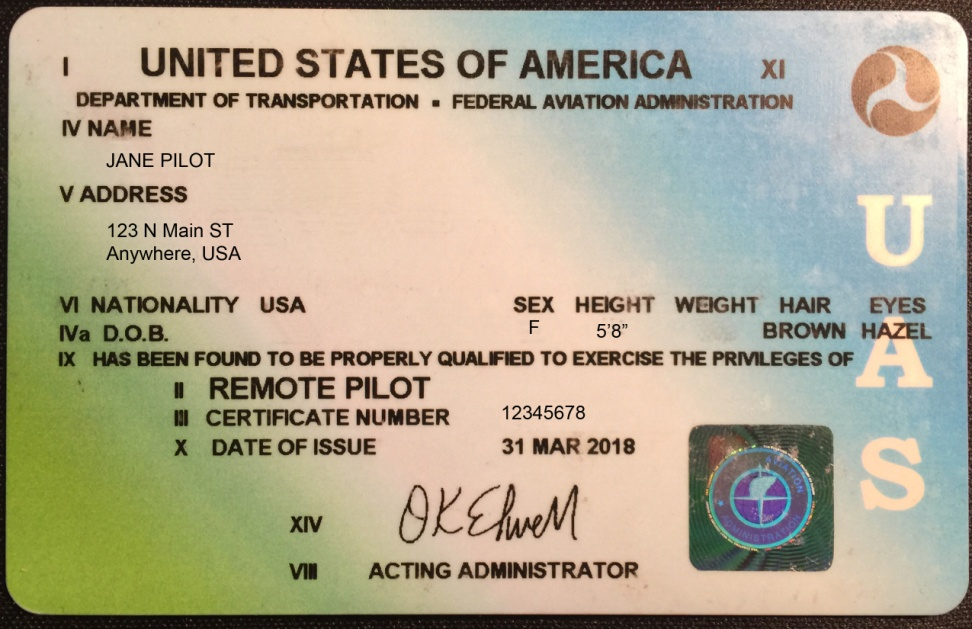 I UNITED STATES OF AMERICA XI
DEPARTMENT OF TRANSPORTATION ▪ FEDERAL AVIATION ADMINISTRATION
IV NAME
JANE PILOT
V ADDRESS
123 N Main ST
Anywhere, USA
VI NATIONALITY USA SEX HEIGHT WEIGHT HAIR EYES
IVa D.O.B. F 5'8” BROWN HAZEL
IX HAS BEEN FOUND TO BE PROPERLY QUALIFIED TO EXERCISE THE PRIVILEGES OF
II REMOTE PILOT
III CERTIFICATE NUMBER 12345678
X DATE OF ISSUE 31 MAR 2018
XIV
VIII ACTING ADMINISTRATOR
UAS
AVIATION
ADMINISTRATION